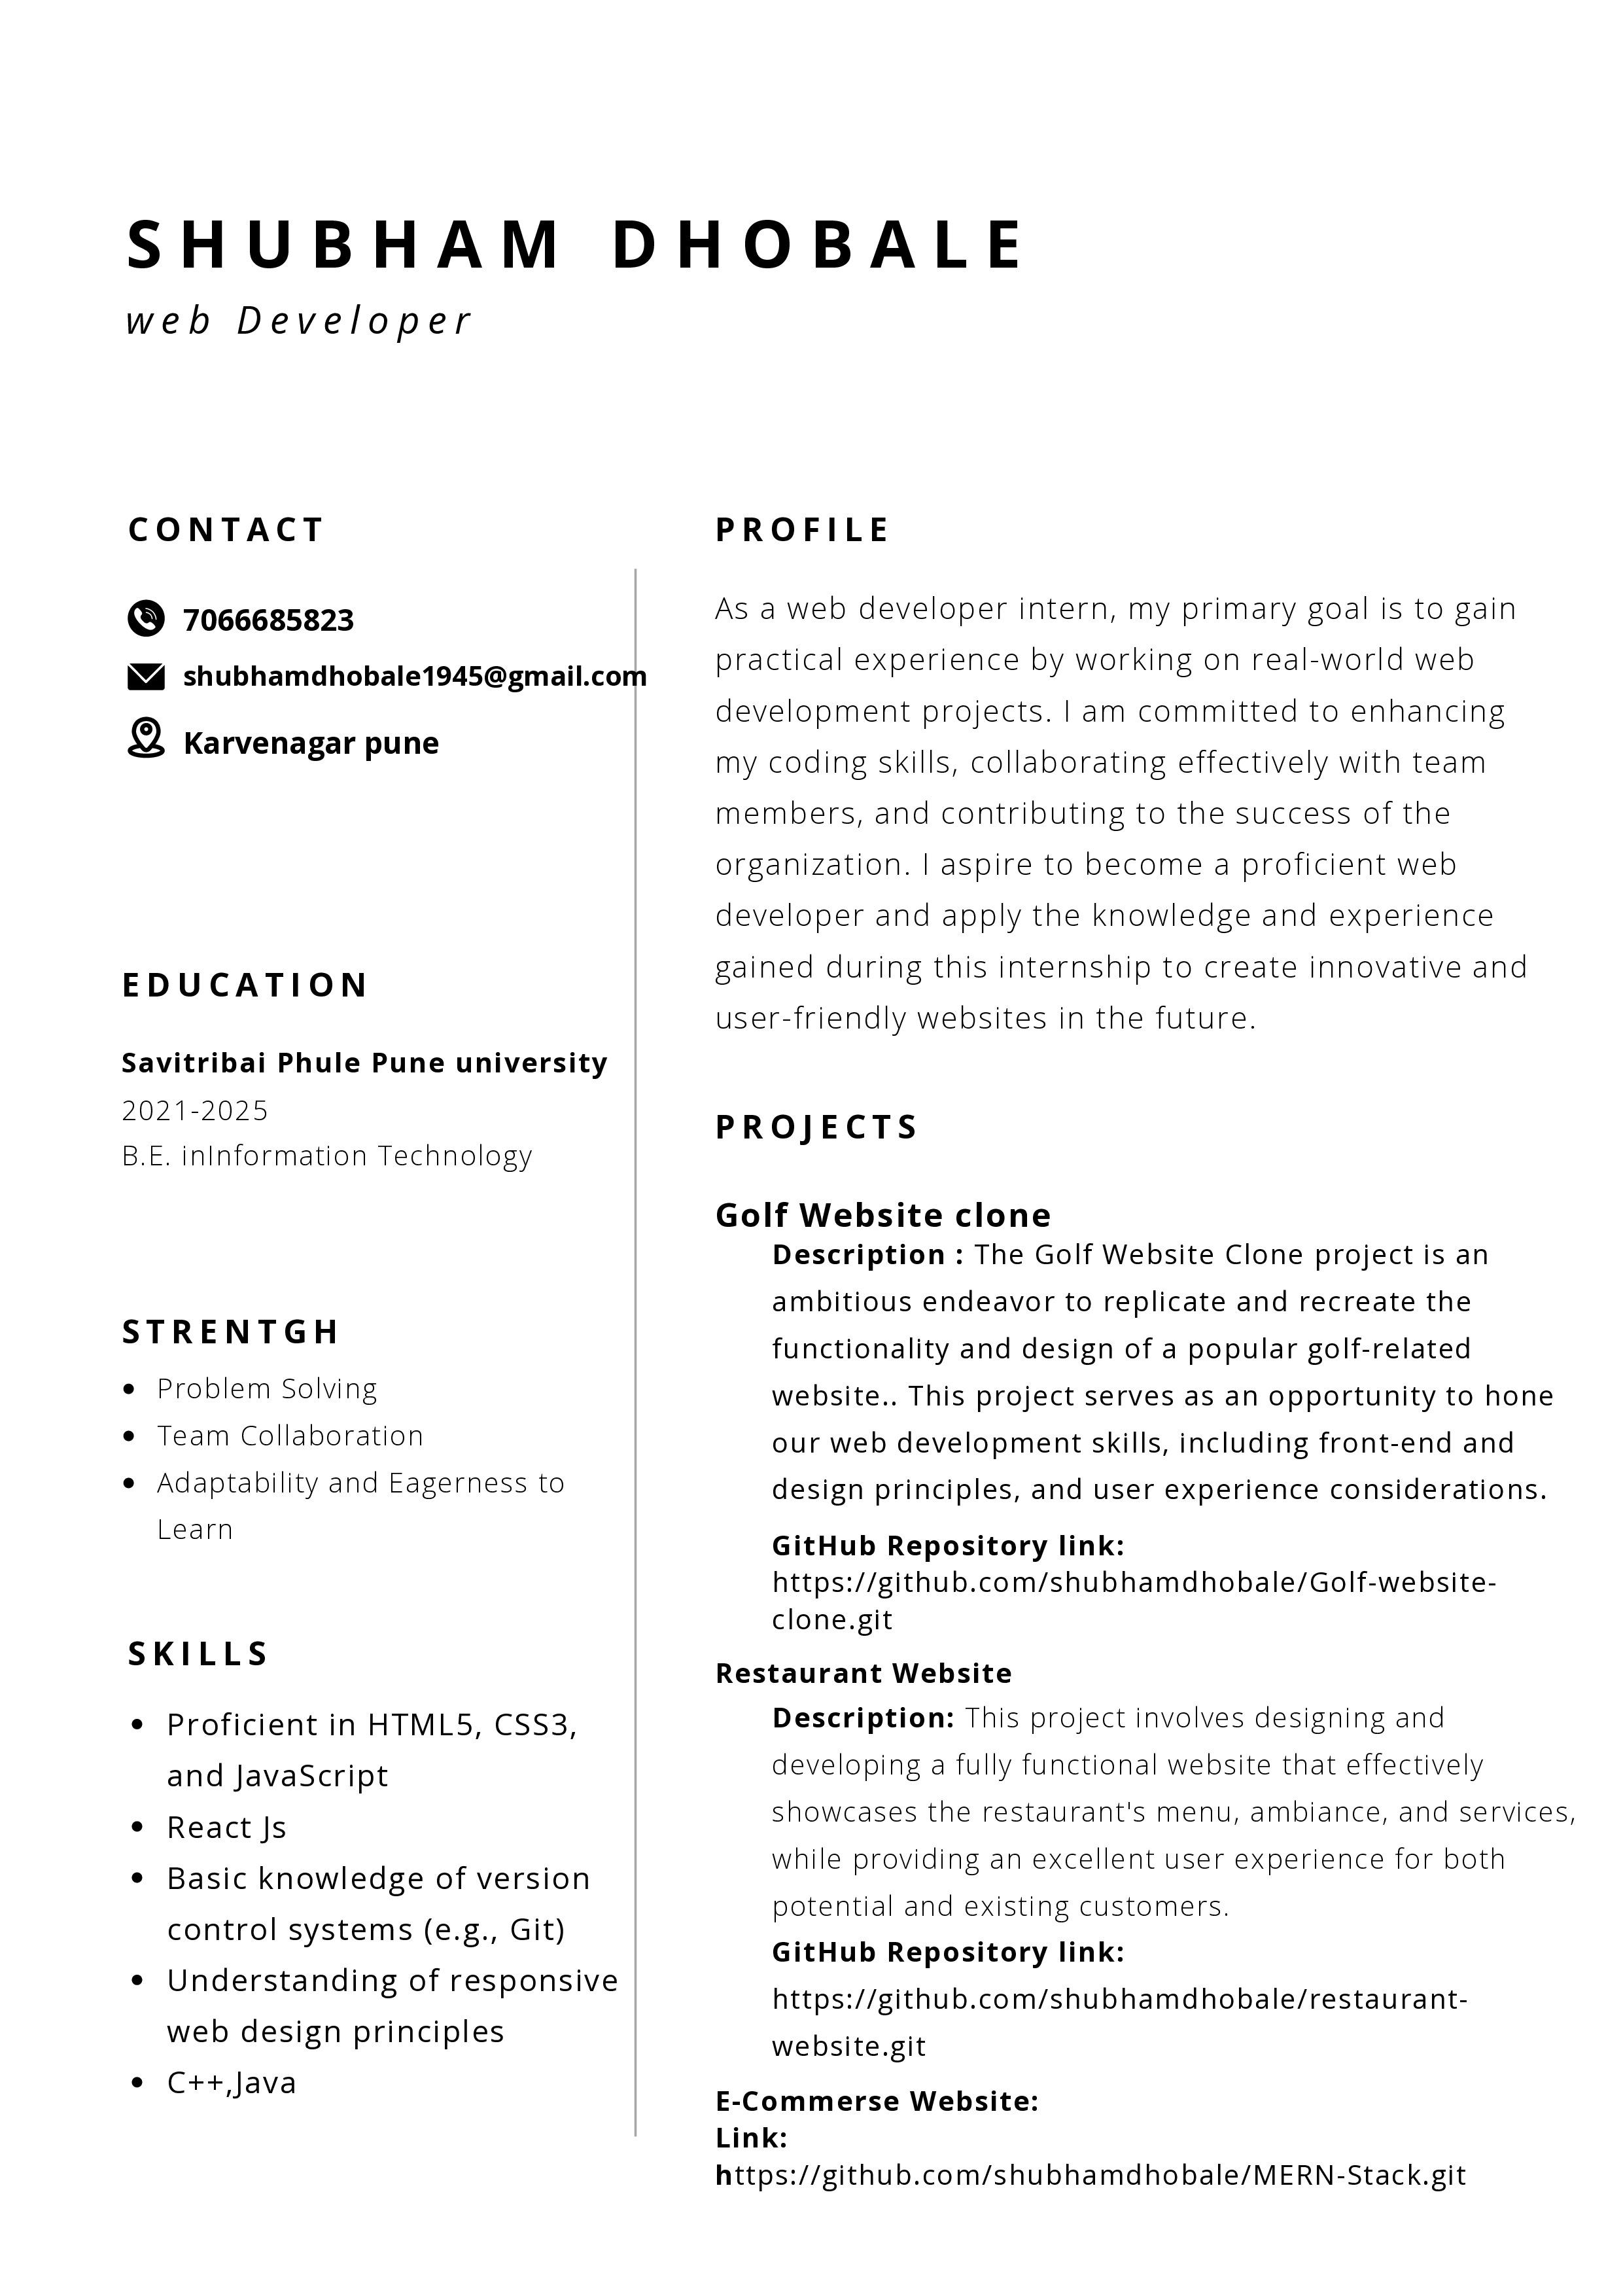 SHUBHAM DHOBALE
web Developer
CONTACT
7066685823
shubhamdhobale1945@gmail.com
Karvenagar pune
EDUCATION
Savitribai Phule Pune university
2021-2025
B.E. inInformation Technology
STRENTGH
• Problem Solving
• Team Collaboration
• Adaptability and Eagerness to
Learn
SKILLS
• Proficient in HTML5, CSS3,
and JavaScript
• React Js
• Basic knowledge of version
control systems (e.g., Git)
• Understanding of responsive
web design principles
• C++,Java
PROFILE
As a web developer intern, my primary goal is to gain
practical experience by working on real-world web
development projects. I am committed to enhancing
my coding skills, collaborating effectively with team
members, and contributing to the success of the
organization. I aspire to become a proficient web
developer and apply the knowledge and experience
gained during this internship to create innovative and
user-friendly websites in the future.
PROJECTS
Golf Website clone
Description : The Golf Website Clone project is an
ambitious endeavor to replicate and recreate the
functionality and design of a popular golf-related
website.. This project serves as an opportunity to hone
our web development skills, including front-end and
design principles, and user experience considerations.
GitHub Repository link:
https://github.com/shubhamdhobale/Golf-website-
clone.git
Restaurant Website
Description: This project involves designing and
developing a fully functional website that effectively
showcases the restaurant's menu, ambiance, and services,
while providing an excellent user experience for both
potential and existing customers.
GitHub Repository link:
https://github.com/shubhamdhobale/restaurant-
website.git
E-Commerse Website:
Link:
https://github.com/shubhamdhobale/MERN-Stack.git